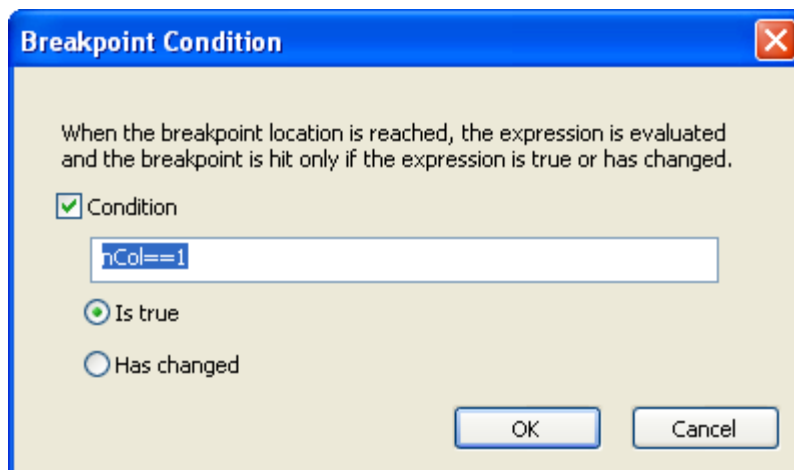 Breakpoint Condition
When the breakpoint location is reached, the expression is evaluated
and the breakpoint is hit only if the expression is true or has changed.
Condition
nCol==1
Is true
Has changed
OK Cancel